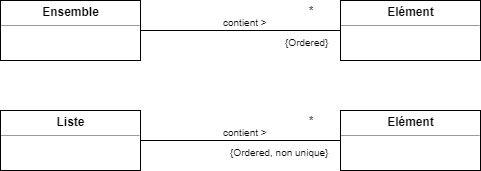 Ensemble
contient >
*
{Ordered}
Elément
Liste
contient >
*
{Ordered, non unique}
Elément